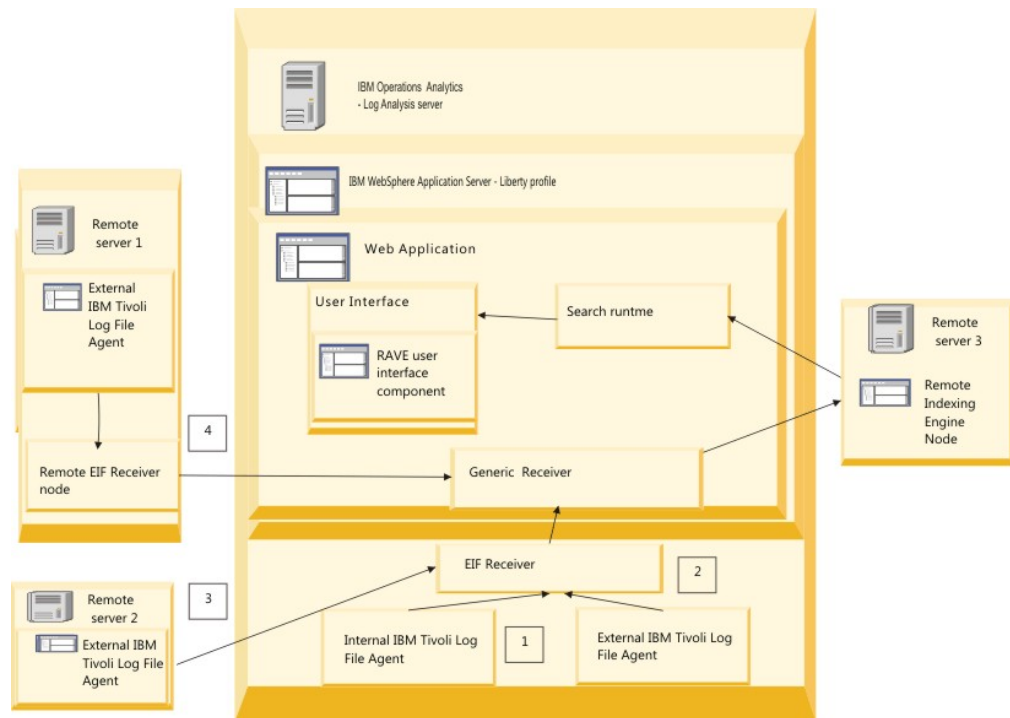 IBM Operations Analytics
- Log Analysis server
IBM WebSphere Application Server - Liberty profile
Web Application
User Interface
RAVE user
interface
component
Search runtme
Generic Receiver
Remote
server 1
External
IBM Tivoli
Log File
Agent
4
Remote EIF Receiver
node
Remote
server 3
Remote
Indexing
Engine
Node
EIF Receiver
2
Remote
server 2
3
External IBM
Tivoli Log File
Agent
Internal IBM Tivoli Log
File Agent
1
External IBM Tivoli Log
File Agent